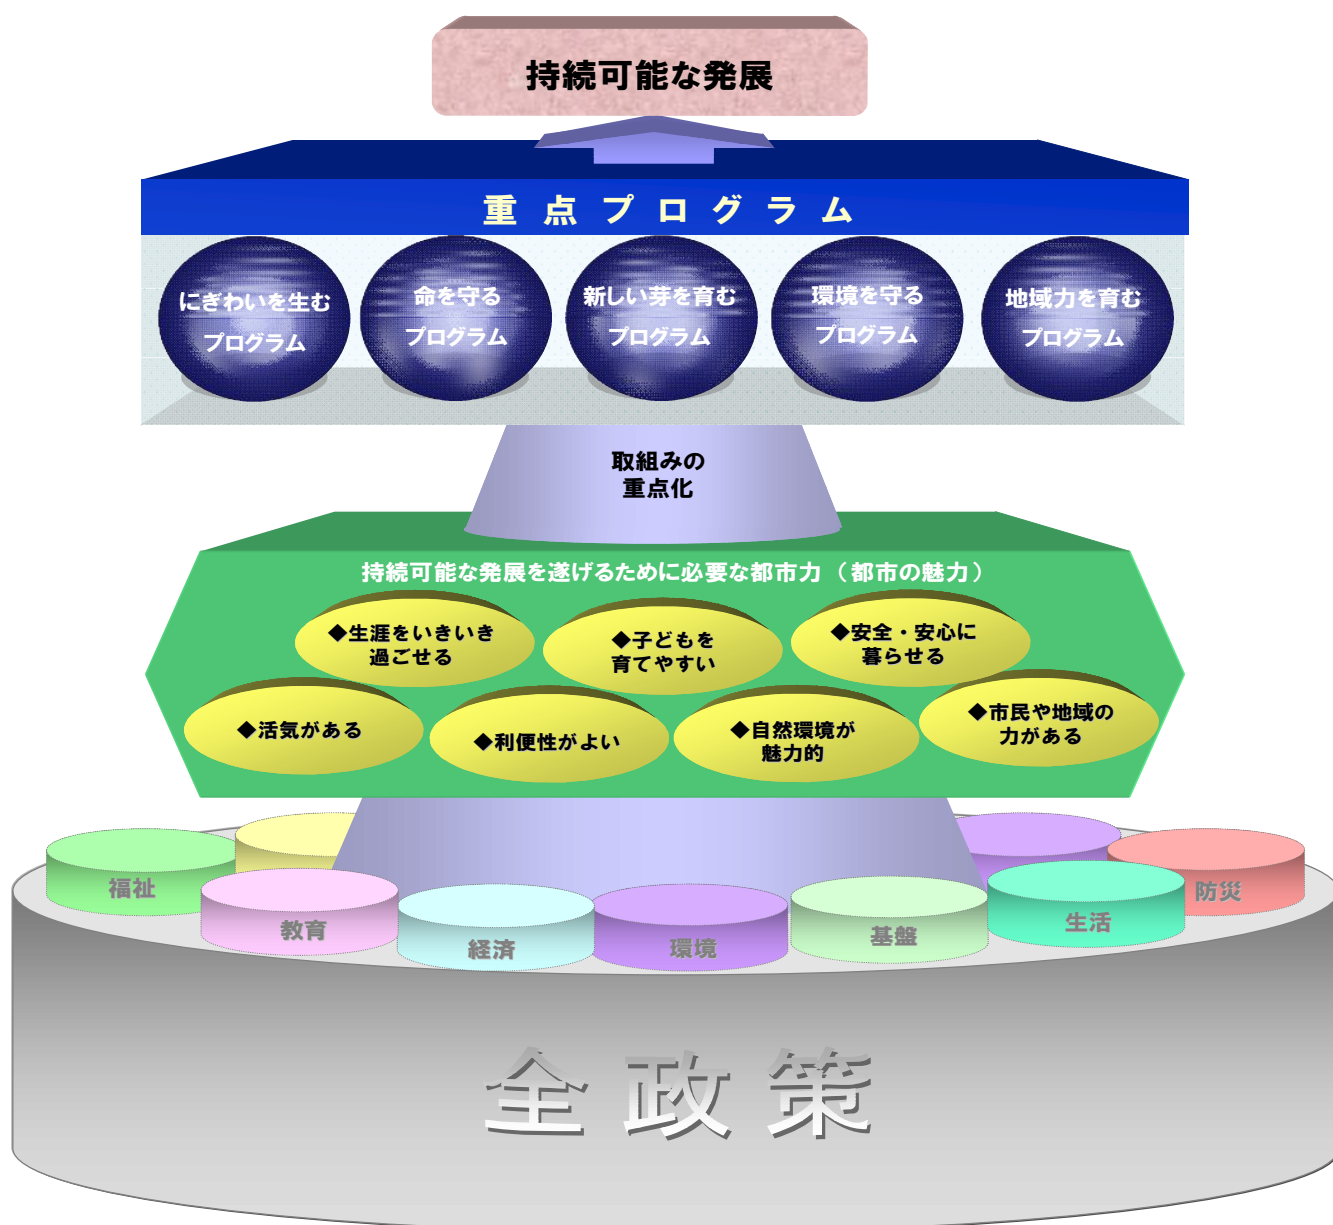 持続可能な発展
重点プログラム
にぎわいを生む
プログラム
命を守る
プログラム
新しい芽を育む
プログラム
環境を守る
プログラム
地域力を育む
プログラム
取組みの
重点化
持続可能な発展を遂げるために必要な都市力（都市の魅力）
◆生涯をいきいき
過ごせる
◆子どもを
育てやすい
◆安全・安心に
暮らせる
◆活気がある
◆利便性がよい
◆自然環境が
魅力的
◆市民や地域の
力がある
福祉
教育
経済
環境
基盤
生活
防災
全政策